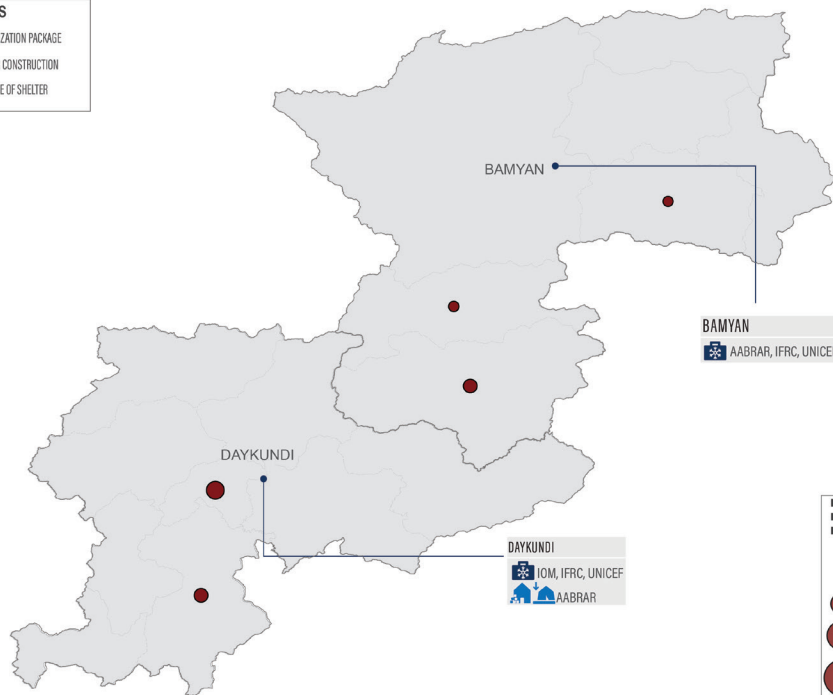 ZATION PACKAGE
CONSTRUCTION
E OF SHELTER
BAMYAN
BAMYAN
AABRAR, IFRC, UNICEF
DAYKUNDI
DAYKUNDI
IOM, IFRC, UNICEF
AABRAR